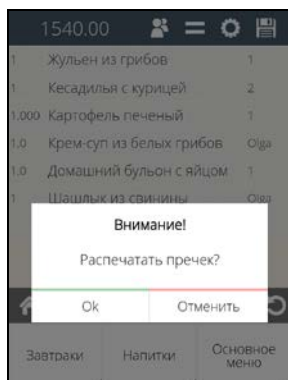 1540.00
1 Жульен из грибов 1
1 Кесадилья с курицей 2
1.000 Картофель печеный 1
1.0 Крем-суп из белых грибов Olga
1.0 Домашний бульон с яйцом 1
1 Шашлык из свинины Olga
Внимание!
Распечатать пречек?
Ok Отменить
Завтраки Напитки Основное
меню